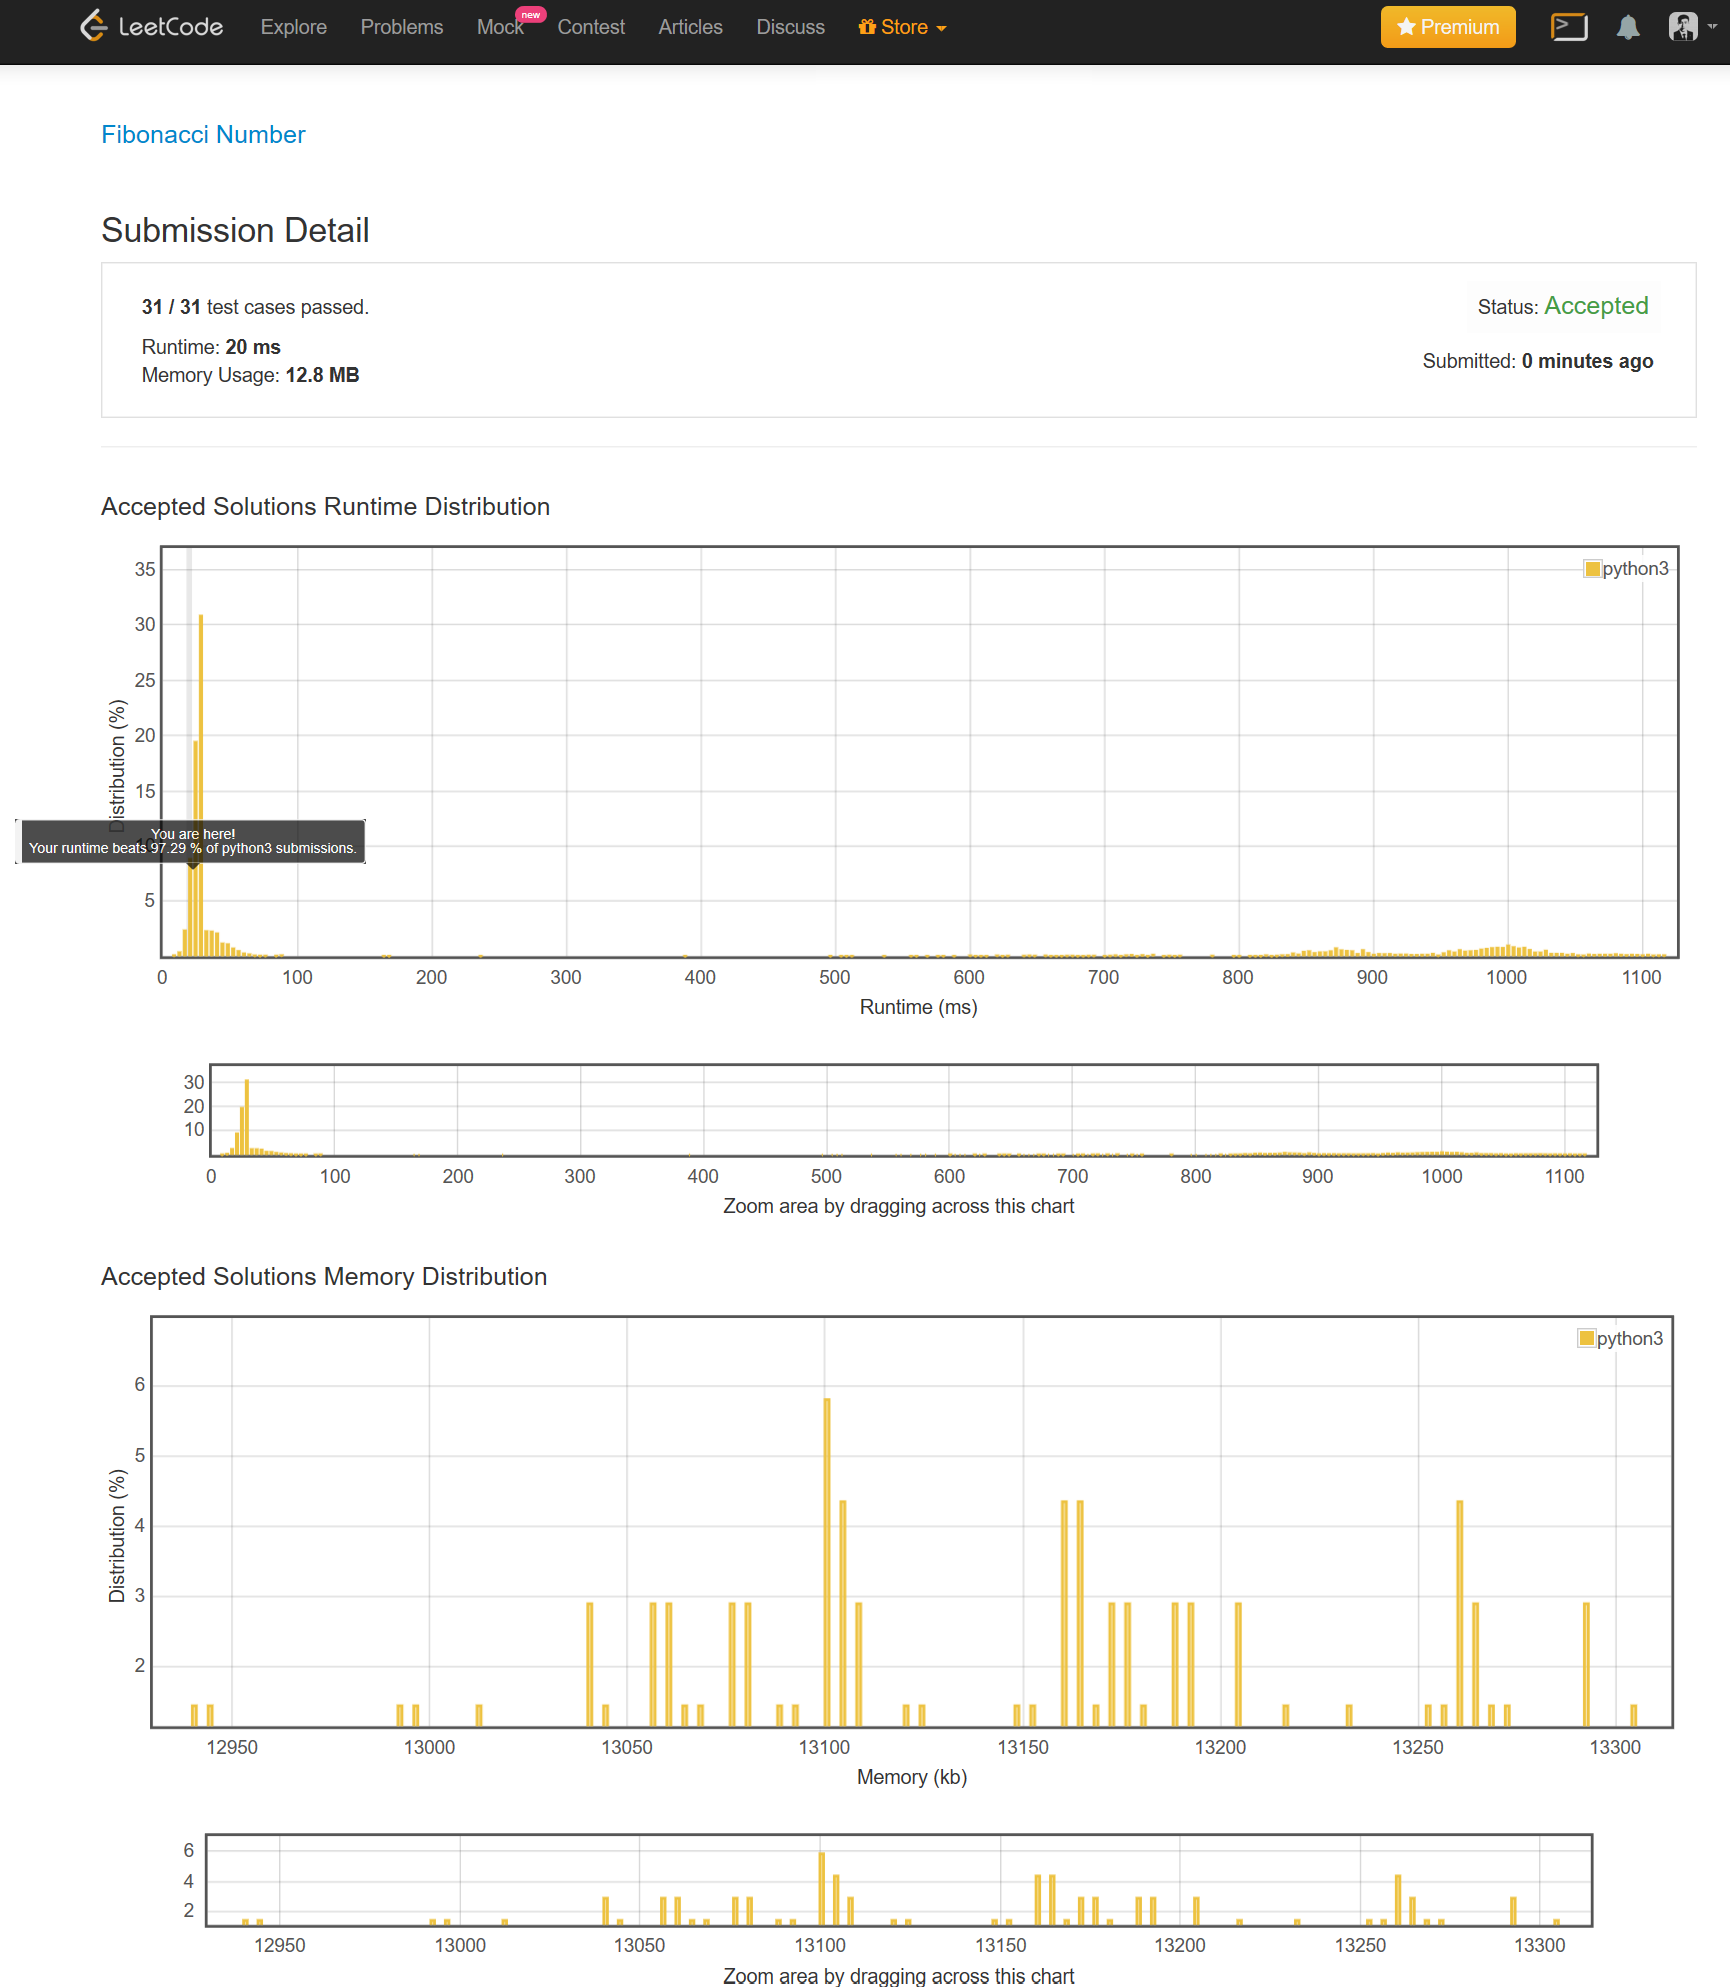 LeetCode Explore Problems Mock new Contest Articles Discuss Store Premium
Fibonacci Number
Submission Detail
31 / 31 test cases passed.
Status: Accepted
Runtime: 20 ms
Submitted: 0 minutes ago
Memory Usage: 12.8 MB
Accepted Solutions Runtime Distribution
python3
35
30
25
20
15
10
5
Distribution (%)
You are here!
Your runtime beats 97.29 % of python3 submissions.
0 100 200 300 400 500 600 700 800 900 1000 1100
Runtime (ms)
30
20
10
0 100 200 300 400 500 600 700 800 900 1000 1100
Zoom area by dragging across this chart
Accepted Solutions Memory Distribution
python3
6
5
4
3
2
Distribution (%)
12950 13000 13050 13100 13150 13200 13250 13300
Memory (kb)
6
4
2
12950 13000 13050 13100 13150 13200 13250 13300
Zoom area by dragging across this chart